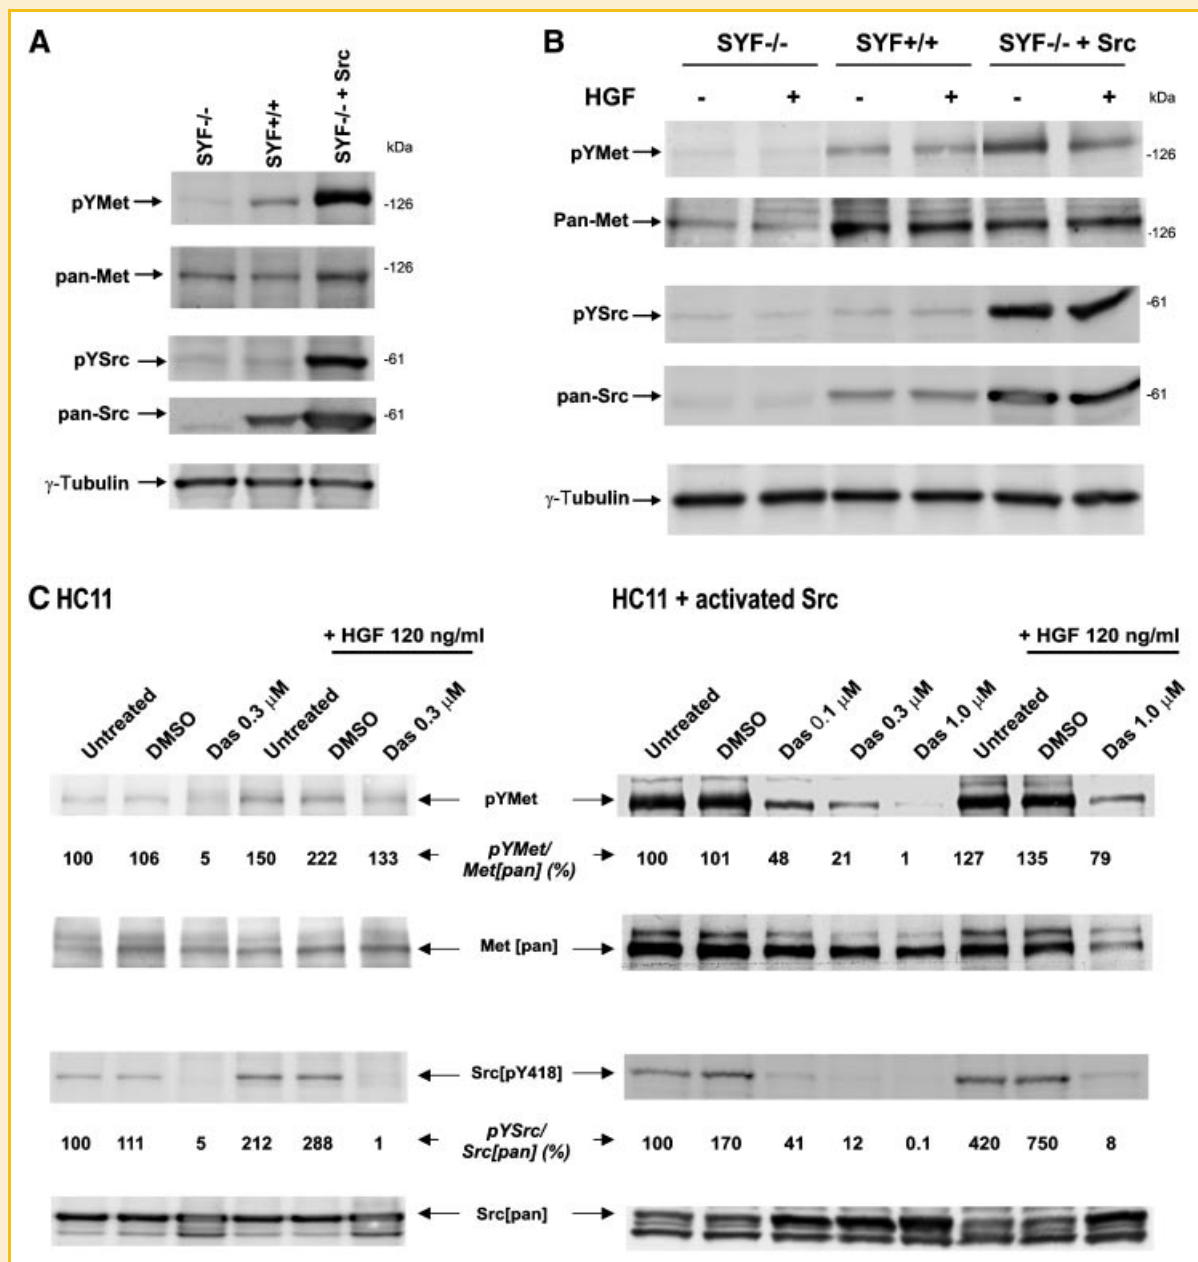 A
SYF-/-
SYF+/+
SYF-/- + Src
kDa
pYMet
-126
pan-Met
-126
pYSrc
-61
pan-Src
-61
γ-Tubulin
B
SYF-/- SYF+/+ SYF-/- + Src
HGF - + - + - + kDa
pYMet
-126
Pan-Met
-126
pYSrc
-61
pan-Src
-61
γ-Tubulin
C HC11
+ HGF 120 ng/ml
Untreated
DMSO
Das 0.3 µM
Untreated
DMSO
Das 0.3 µM
HC11 + activated Src
+ HGF 120 ng/ml
Untreated
DMSO
Das 0.1 µM
Das 0.3 µM
Das 1.0 µM
Untreated
DMSO
Das 1.0 µM
pYMet
100 106 5 150 222 133
pYMet/
Met[pan] (%)
100 101 48 21 1 127 135 79
Met [pan]
Src[pY418]
100 111 5 212 288 1
pYSrc/
Src[pan] (%)
100 170 41 12 0.1 420 750 8
Src[pan]